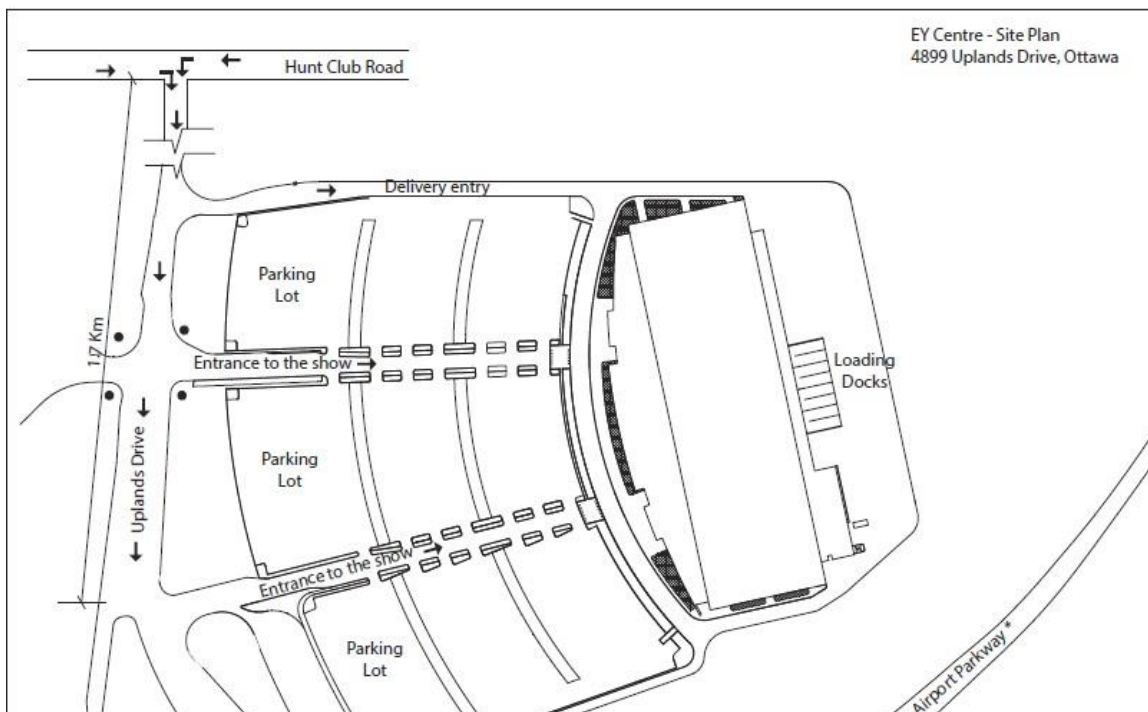 EY Centre - Site Plan
4899 Uplands Drive, Ottawa
Hunt Club Road
Delivery entry
Parking
Lot
1.7 Km
Entrance to the show
Loading
Docks
Parking
Lot
Uplands Drive
Entrance to the show
Parking
Lot
Airport Parkway *